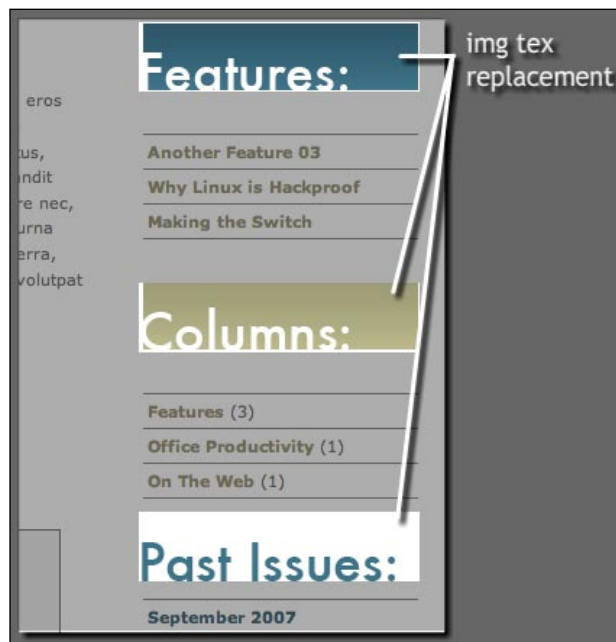 Features:
img tex
replacement
eros
tus,
andit
re nec,
urna
erra,
volutpat
Another Feature 03
Why Linux is Hackproof
Making the Switch
Columns:
Features (3)
Office Productivity (1)
On The Web (1)
Past Issues:
September 2007